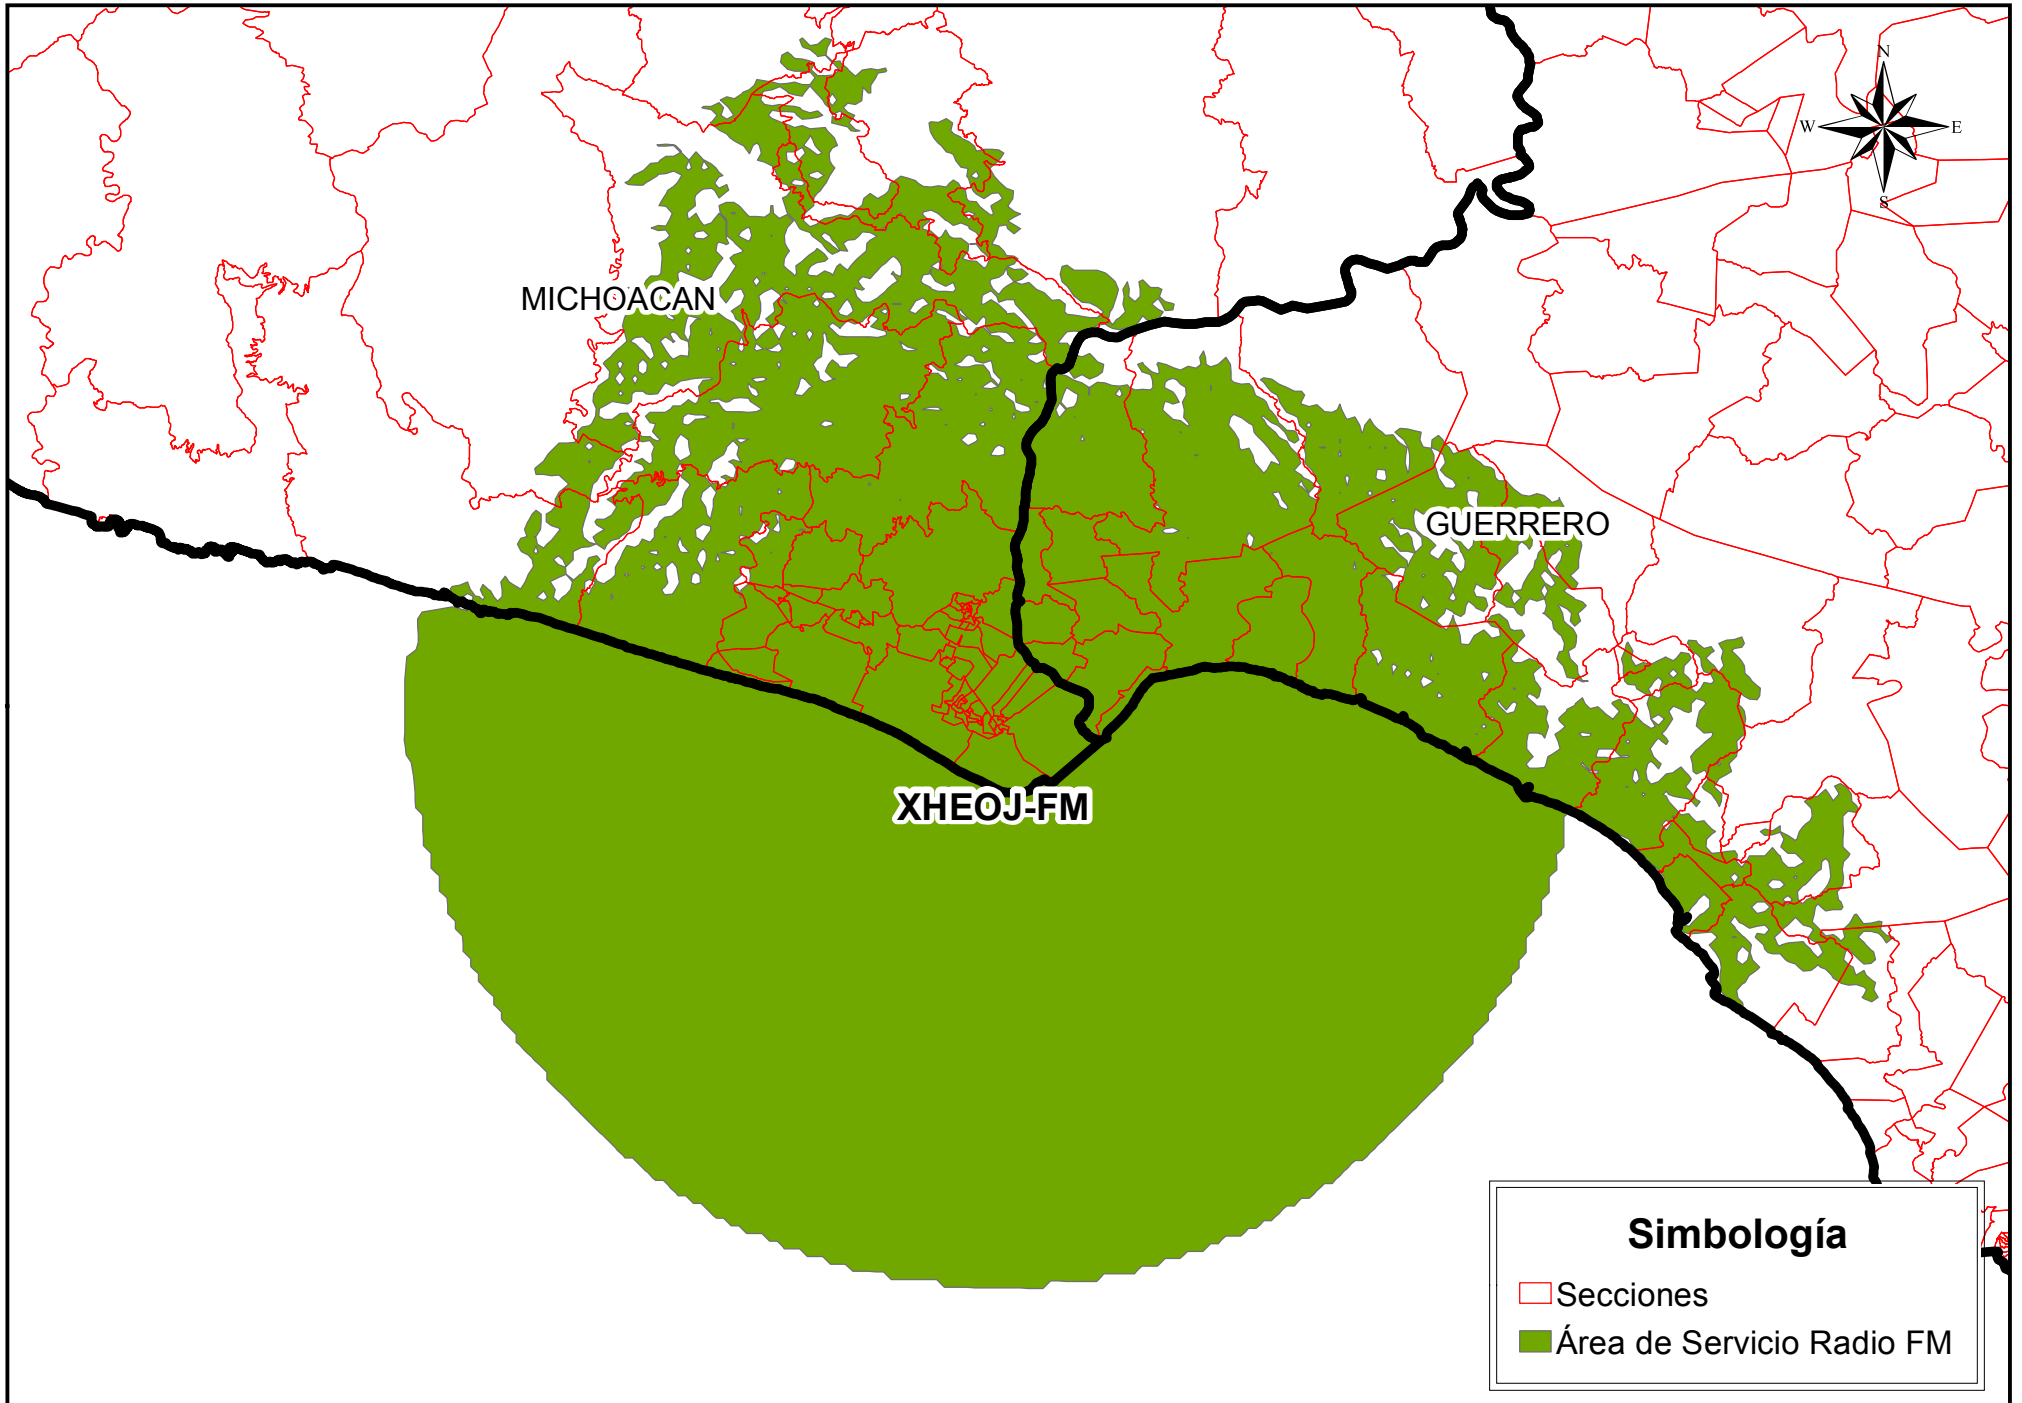 N
W E
S
MICHOACAN
GUERRERO
XHEOJ-FM
Simbología
Secciones
Área de Servicio Radio FM